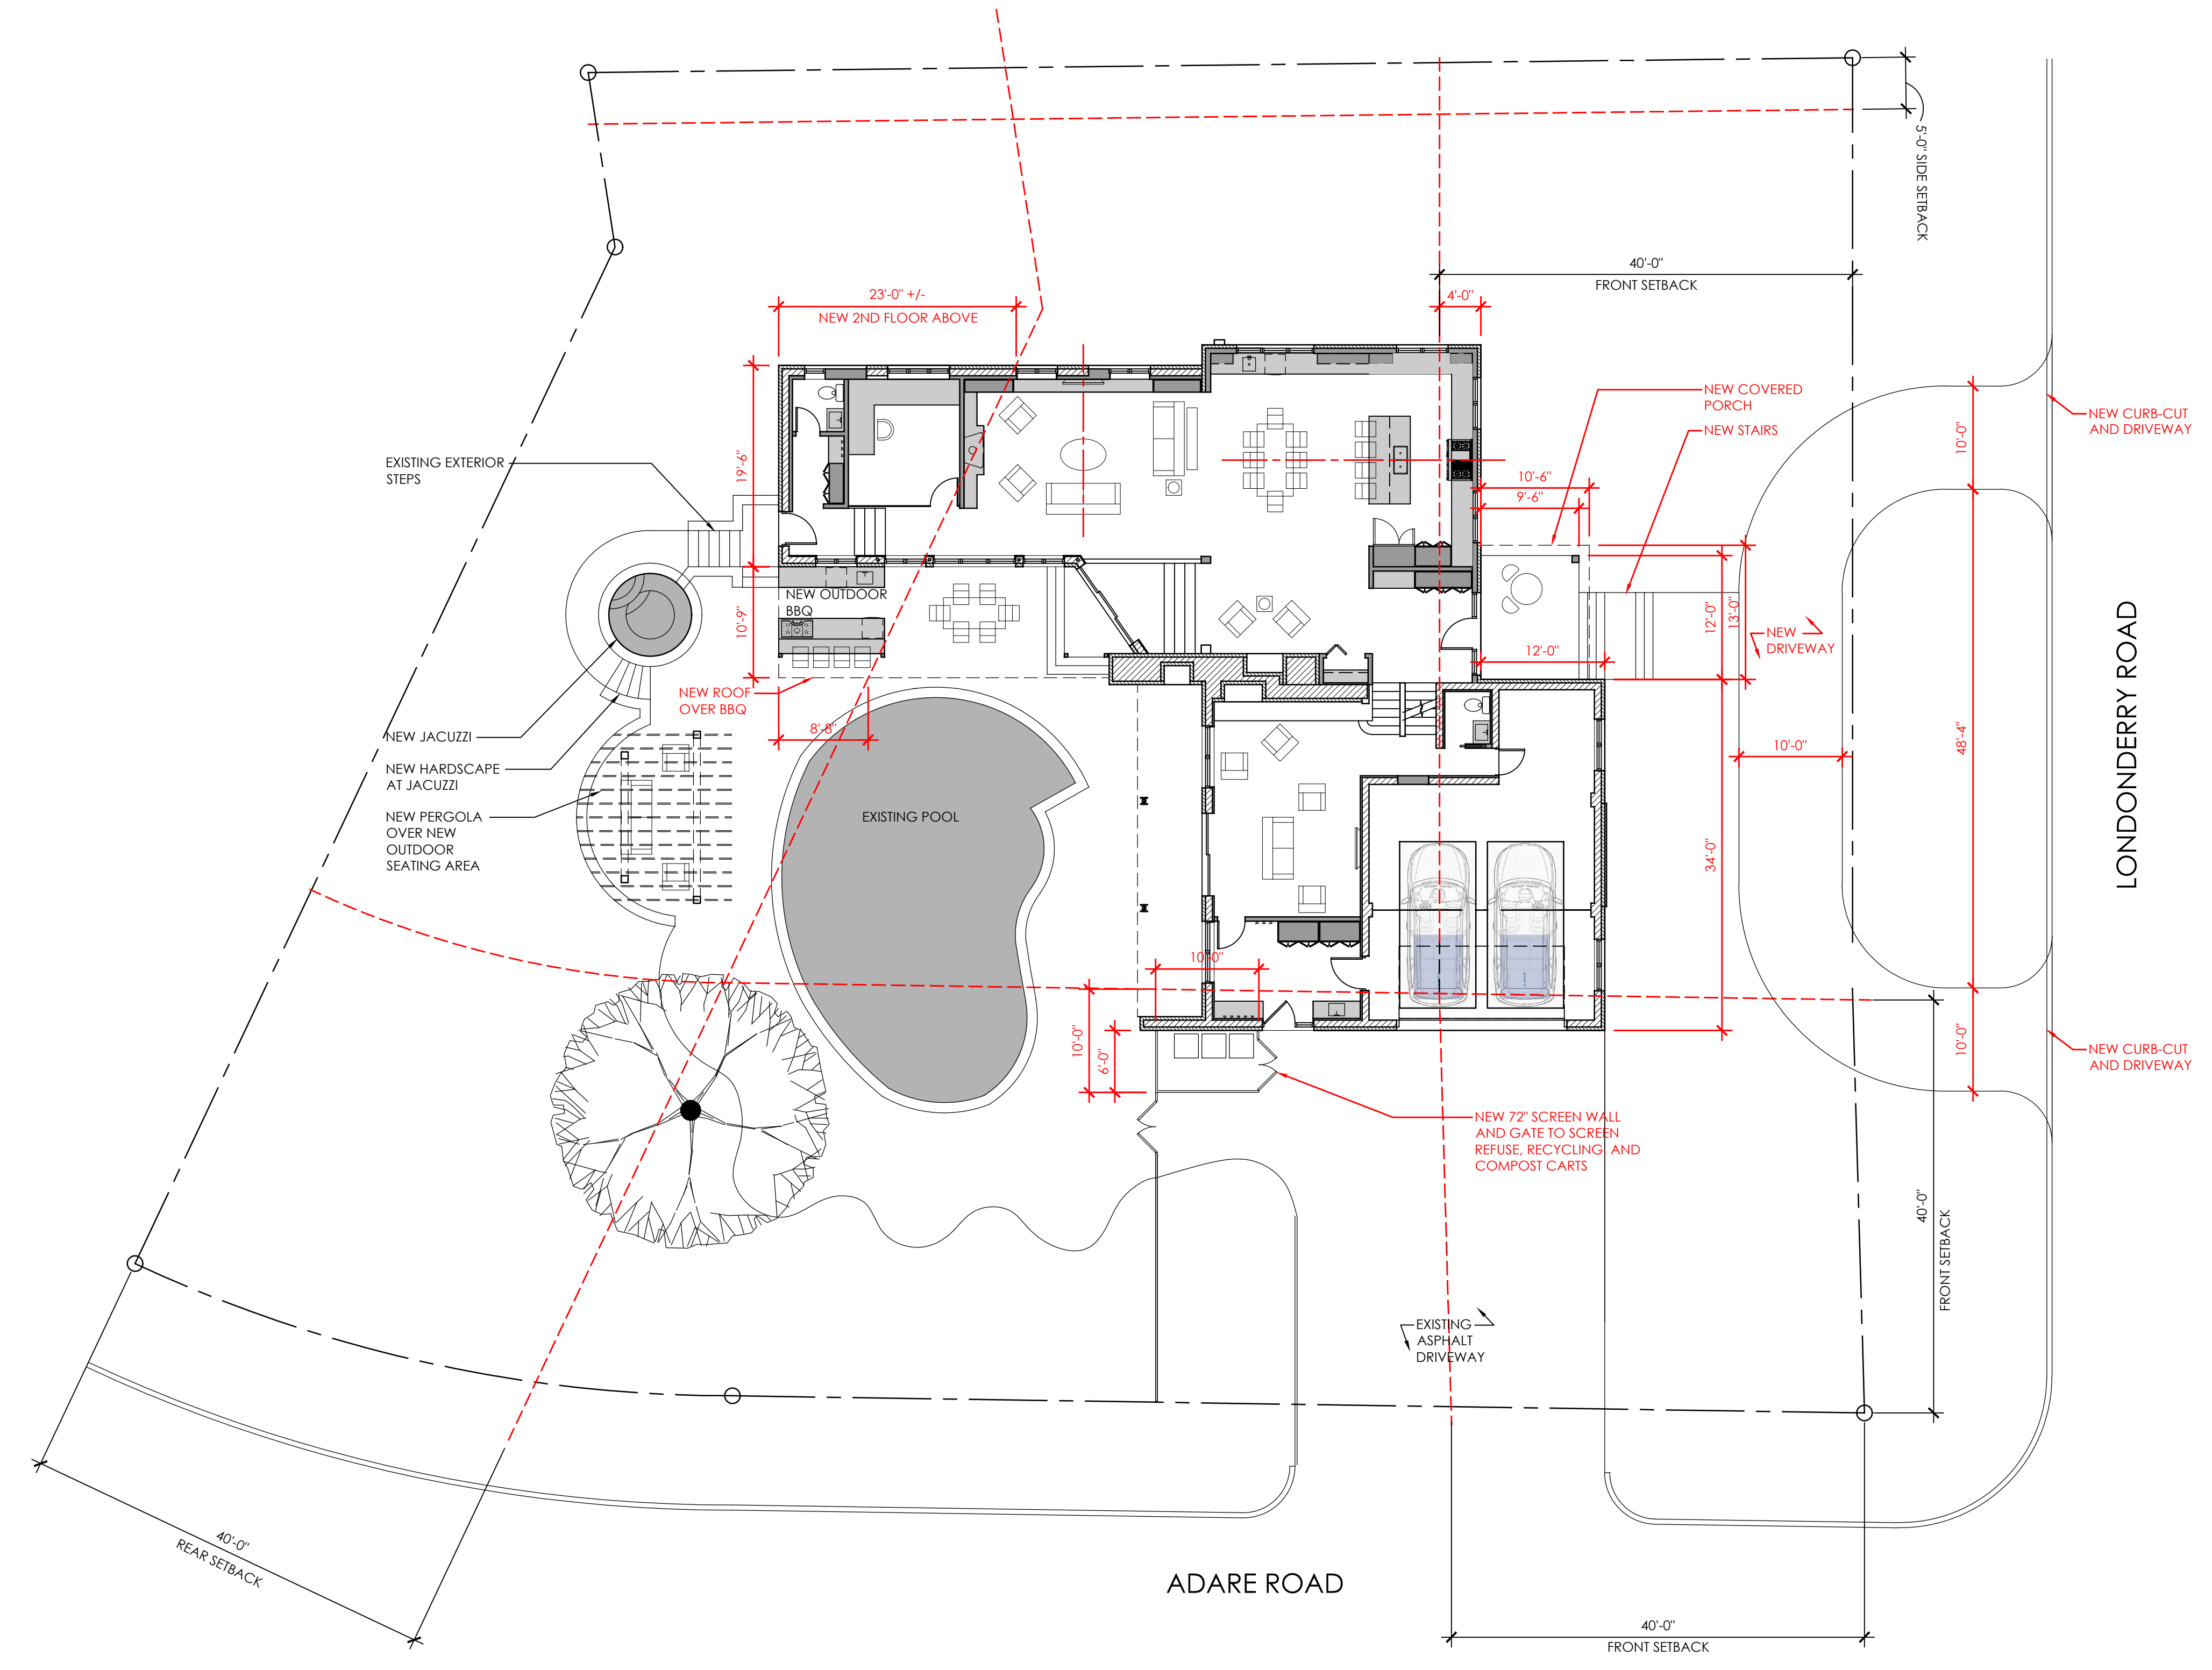 5'-0" SIDE SETBACK
40'-0"
FRONT SETBACK
23'-0" +/-
NEW 2ND FLOOR ABOVE
4'-0"
NEW COVERED
PORCH
NEW STAIRS
NEW CURB-CUT
AND DRIVEWAY
10'-0"
EXISTING EXTERIOR
STEPS
19'-6"
10'-6"
9'-6"
NEW OUTDOOR
BBQ
10'-9"
12'-0"
13'-0"
NEW
DRIVEWAY
12'-0"
LONDONDERRY ROAD
NEW ROOF
OVER BBQ
8'-8"
NEW JACUZZI
NEW HARDSCAPE
AT JACUZZI
NEW PERGOLA
OVER NEW
OUTDOOR
SEATING AREA
EXISTING POOL
10'-0"
48'-4"
34'-0"
10'-0"
10'-0"
6'-0"
10'-0"
NEW CURB-CUT
AND DRIVEWAY
NEW 72" SCREEN WALL
AND GATE TO SCREEN
REFUSE, RECYCLING, AND
COMPOST CARTS
40'-0"
FRONT SETBACK
EXISTING
ASPHALT
DRIVEWAY
40'-0"
REAR SETBACK
ADARE ROAD
40'-0"
FRONT SETBACK